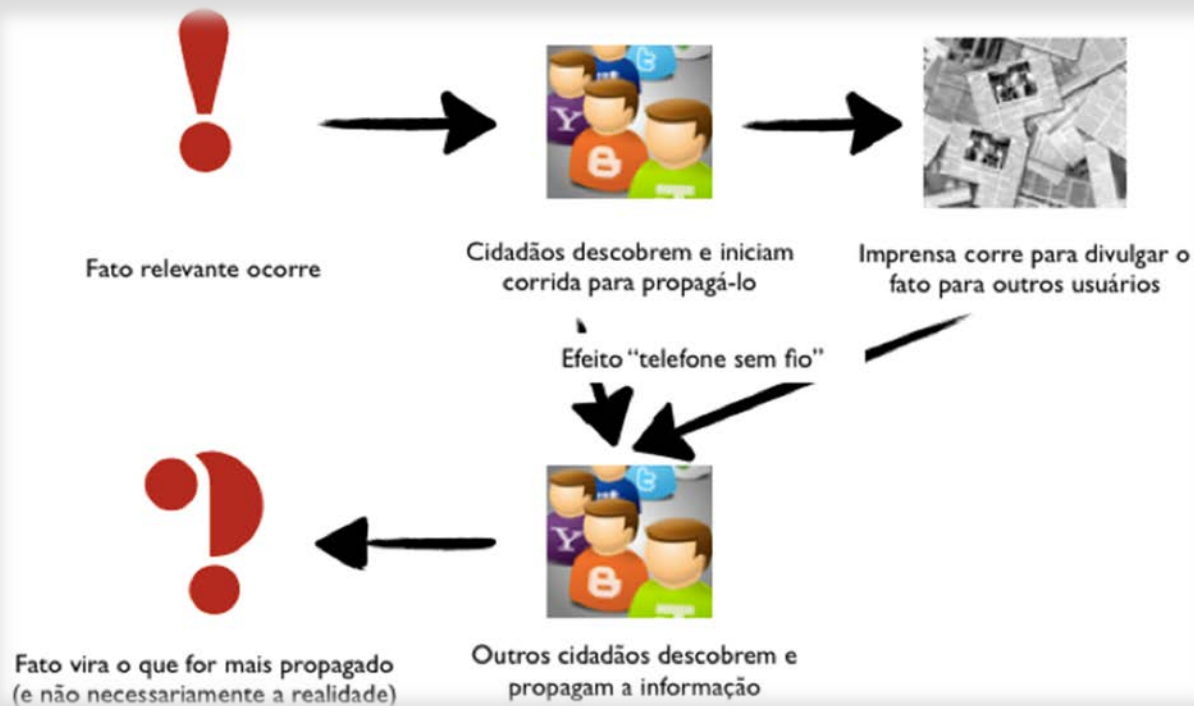 Fato relevante ocorre
Cidadãos descobrem e iniciam
corrida para propagá-lo
Imprensa corre para divulgar o
fato para outros usuários
Efeito “telefone sem fio”
Outros cidadãos descobrem e
propagam a informação
Fato vira o que for mais propagado
(e não necessariamente a realidade)